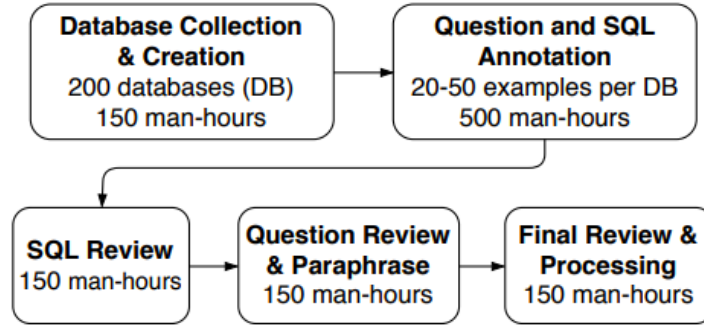 Database Collection
& Creation
200 databases (DB)
150 man-hours
Question and SQL
Annotation
20-50 examples per DB
500 man-hours
SQL Review
150 man-hours
Question Review
& Paraphrase
150 man-hours
Final Review &
Processing
150 man-hours